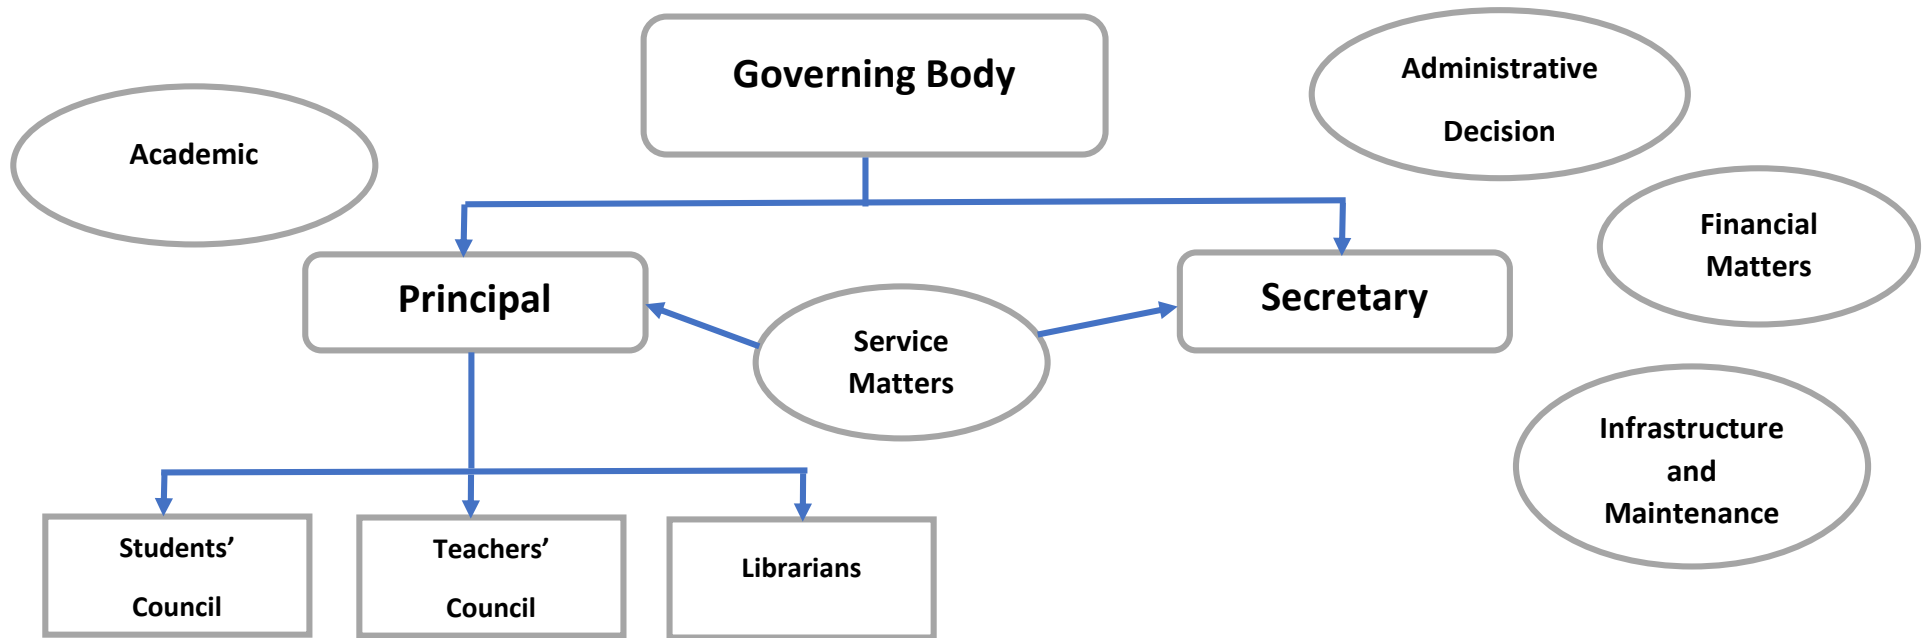 Governing Body
Administrative
Decision
Academic
Financial
Matters
Principal
Secretary
Service
Matters
Infrastructure
and
Maintenance
Students’
Council
Teachers’
Council
Librarians